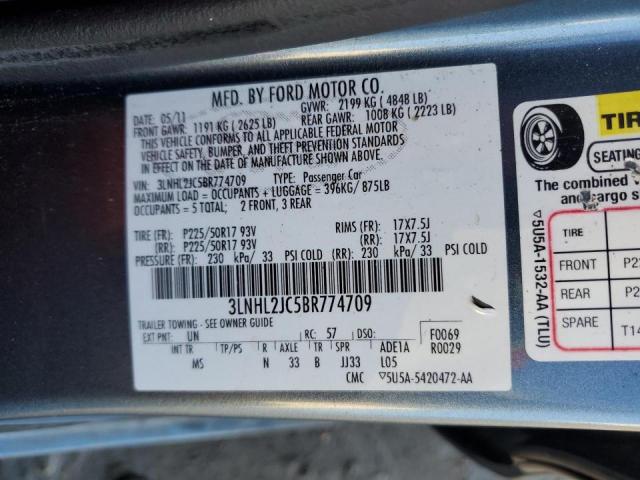 MFD. BY FORD MOTOR CO.
DATE: 05/11 GVWR: 2199 KG ( 4848 LB)
FRONT GAWR: 1191 KG ( 2625 LB) REAR GAWR: 1008 KG ( 2223 LB)
THIS VEHICLE CONFORMS TO ALL APPLICABLE FEDERAL MOTOR
VEHICLE SAFETY, BUMPER, AND THEFT PREVENTION STANDARDS
IN EFFECT ON THE DATE OF MANUFACTURE SHOWN ABOVE.
VIN: 3LNHL2JC5BR774709 TYPE: Passenger Car
MAXIMUM LOAD = OCCUPANTS + LUGGAGE = 396KG/ 875LB
OCCUPANTS = 5 TOTAL; 2 FRONT, 3 REAR
TIRE (FR): P225/50R17 93V RIMS (FR): 17X7.5J
(RR): P225/50R17 93V (RR): 17X7.5J
PRESSURE (FR): 230 kPa/ 33 PSI COLD (RR): 230 kPa/ 33 PSI COLD
3LNHL2JC5BR774709
TRAILER TOWING - SEE OWNER GUIDE
EXT PNT: UN RC: 57 DSO: F0069
INT TR TP/PS R AXLE TR SPR ADE1A R0029
MS N 33 B JJ33 L05
CMC ▽5U5A-5420472-AA
▽5U5A-1532-AA (TLU)
TIR
SEATING
The combined
and cargo s
TIRE
FRONT P2
REAR P2
SPARE T1